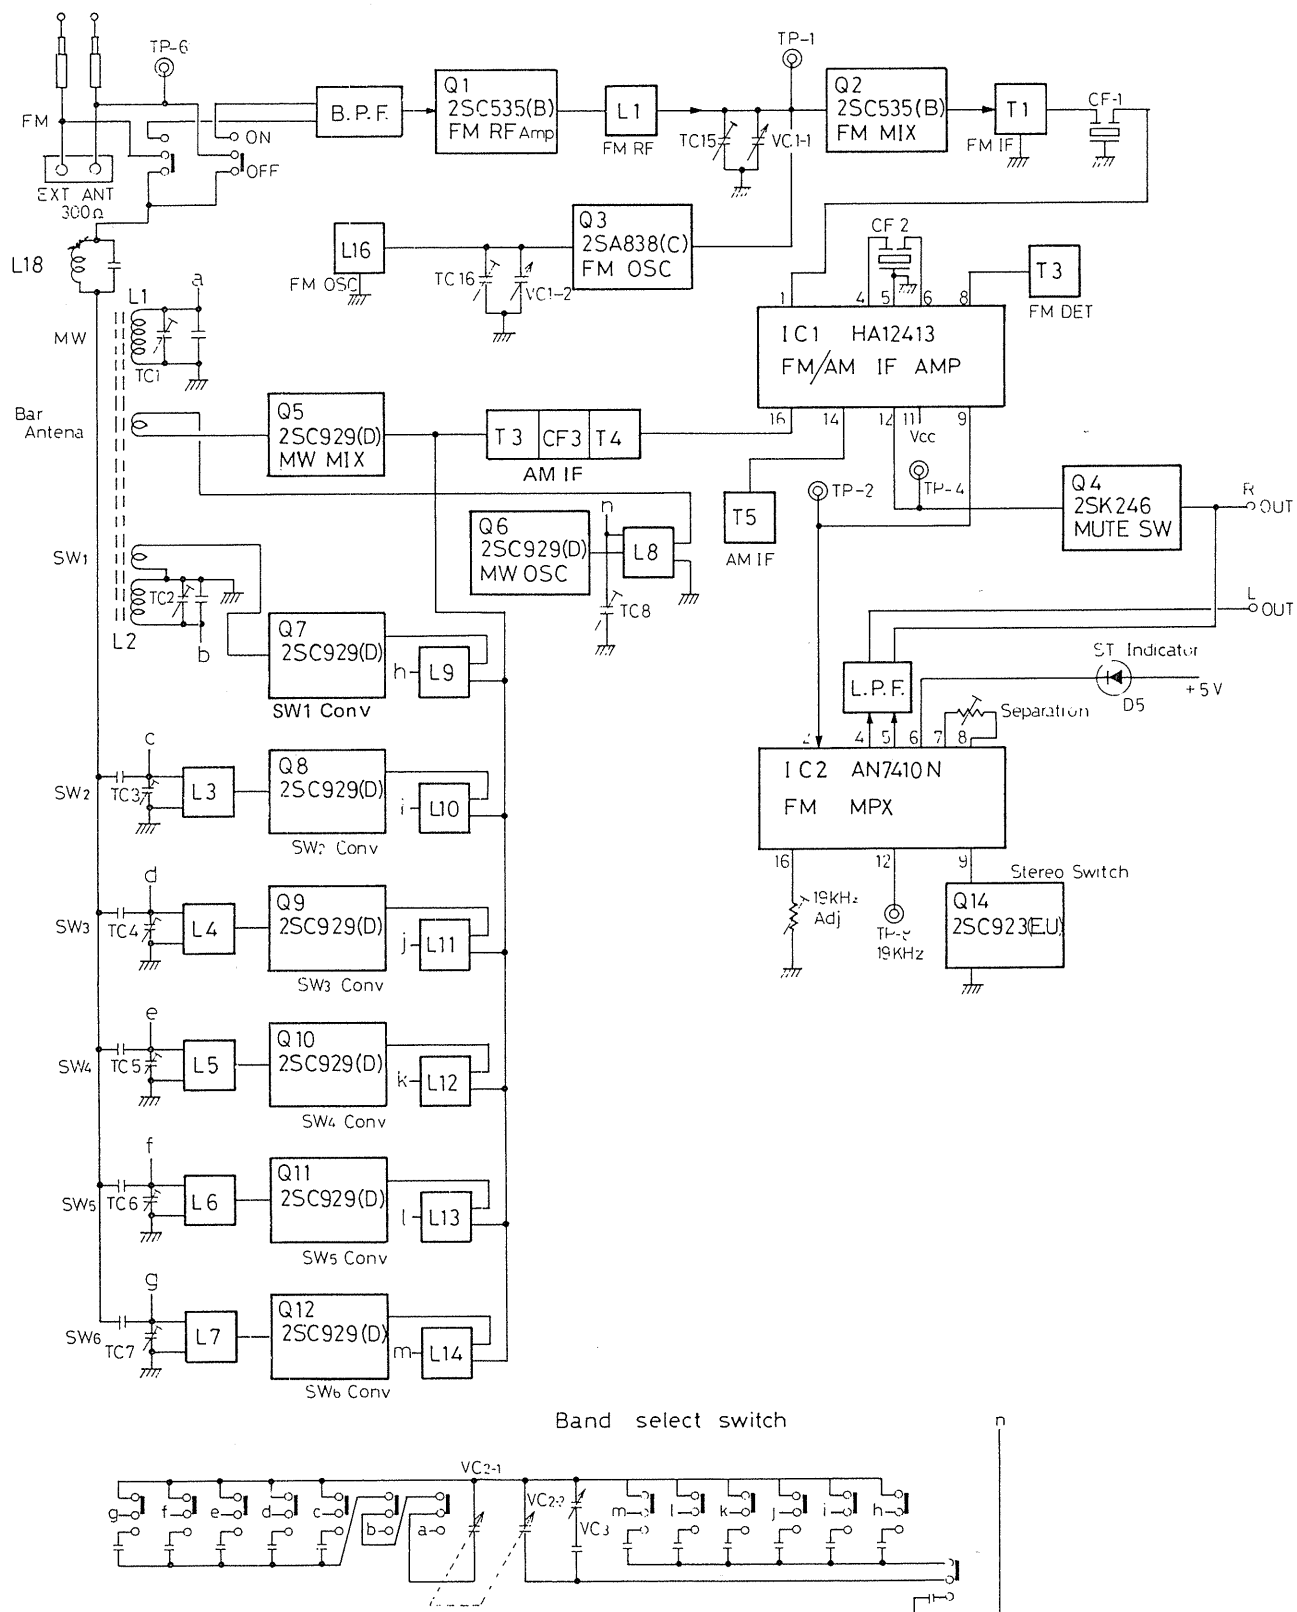 TP-6
TP-1
FM
ON
OFF
EXT ANT
300Ω
B.P.F.
Q1
2SC535(B)
FM RF Amp
L1
FM RF
TC15
VC1-1
Q2
2SC535(B)
FM MIX
T1
FM IF
CF-1
L18
L16
FM OSC
TC16
VC1-2
Q3
2SA838(C)
FM OSC
CF 2
T3
FM DET
1
4
5
6
8
IC1 HA12413
FM/AM IF AMP
16
14
12
11
9
Vcc
L1
a
MW
TC1
Bar
Antena
Q5
2SC929(D)
MW MIX
T3
CF3
T4
AM IF
T5
AM IF
TP-2
TP-4
Q4
2SK246
MUTE SW
R
OUT
L
OUT
n
Q6
2SC929(D)
MW OSC
L8
TC8
SW1
TC2
L2
b
Q7
2SC929(D)
SW1 Conv
h
L9
L.P.F.
ST Indicator
D5
+5V
Separation
4
5
6
7
8
IC2 AN7410N
FM MPX
16
12
9
19KHz
Adj
19KHz
Stereo Switch
Q14
2SC923(E.U)
c
SW2
TC3
L3
Q8
2SC929(D)
SW2 Conv
i
L10
d
SW3
TC4
L4
Q9
2SC929(D)
SW3 Conv
j
L11
e
SW4
TC5
L5
Q10
2SC929(D)
SW4 Conv
k
L12
f
SW5
TC6
L6
Q11
2SC929(D)
SW5 Conv
l
L13
g
SW6
TC7
L7
Q12
2SC929(D)
SW6 Conv
m
L14
Band select switch
n
VC2-1
VC2-2
VC3
g
f
e
d
c
b
a
m
l
k
j
i
h